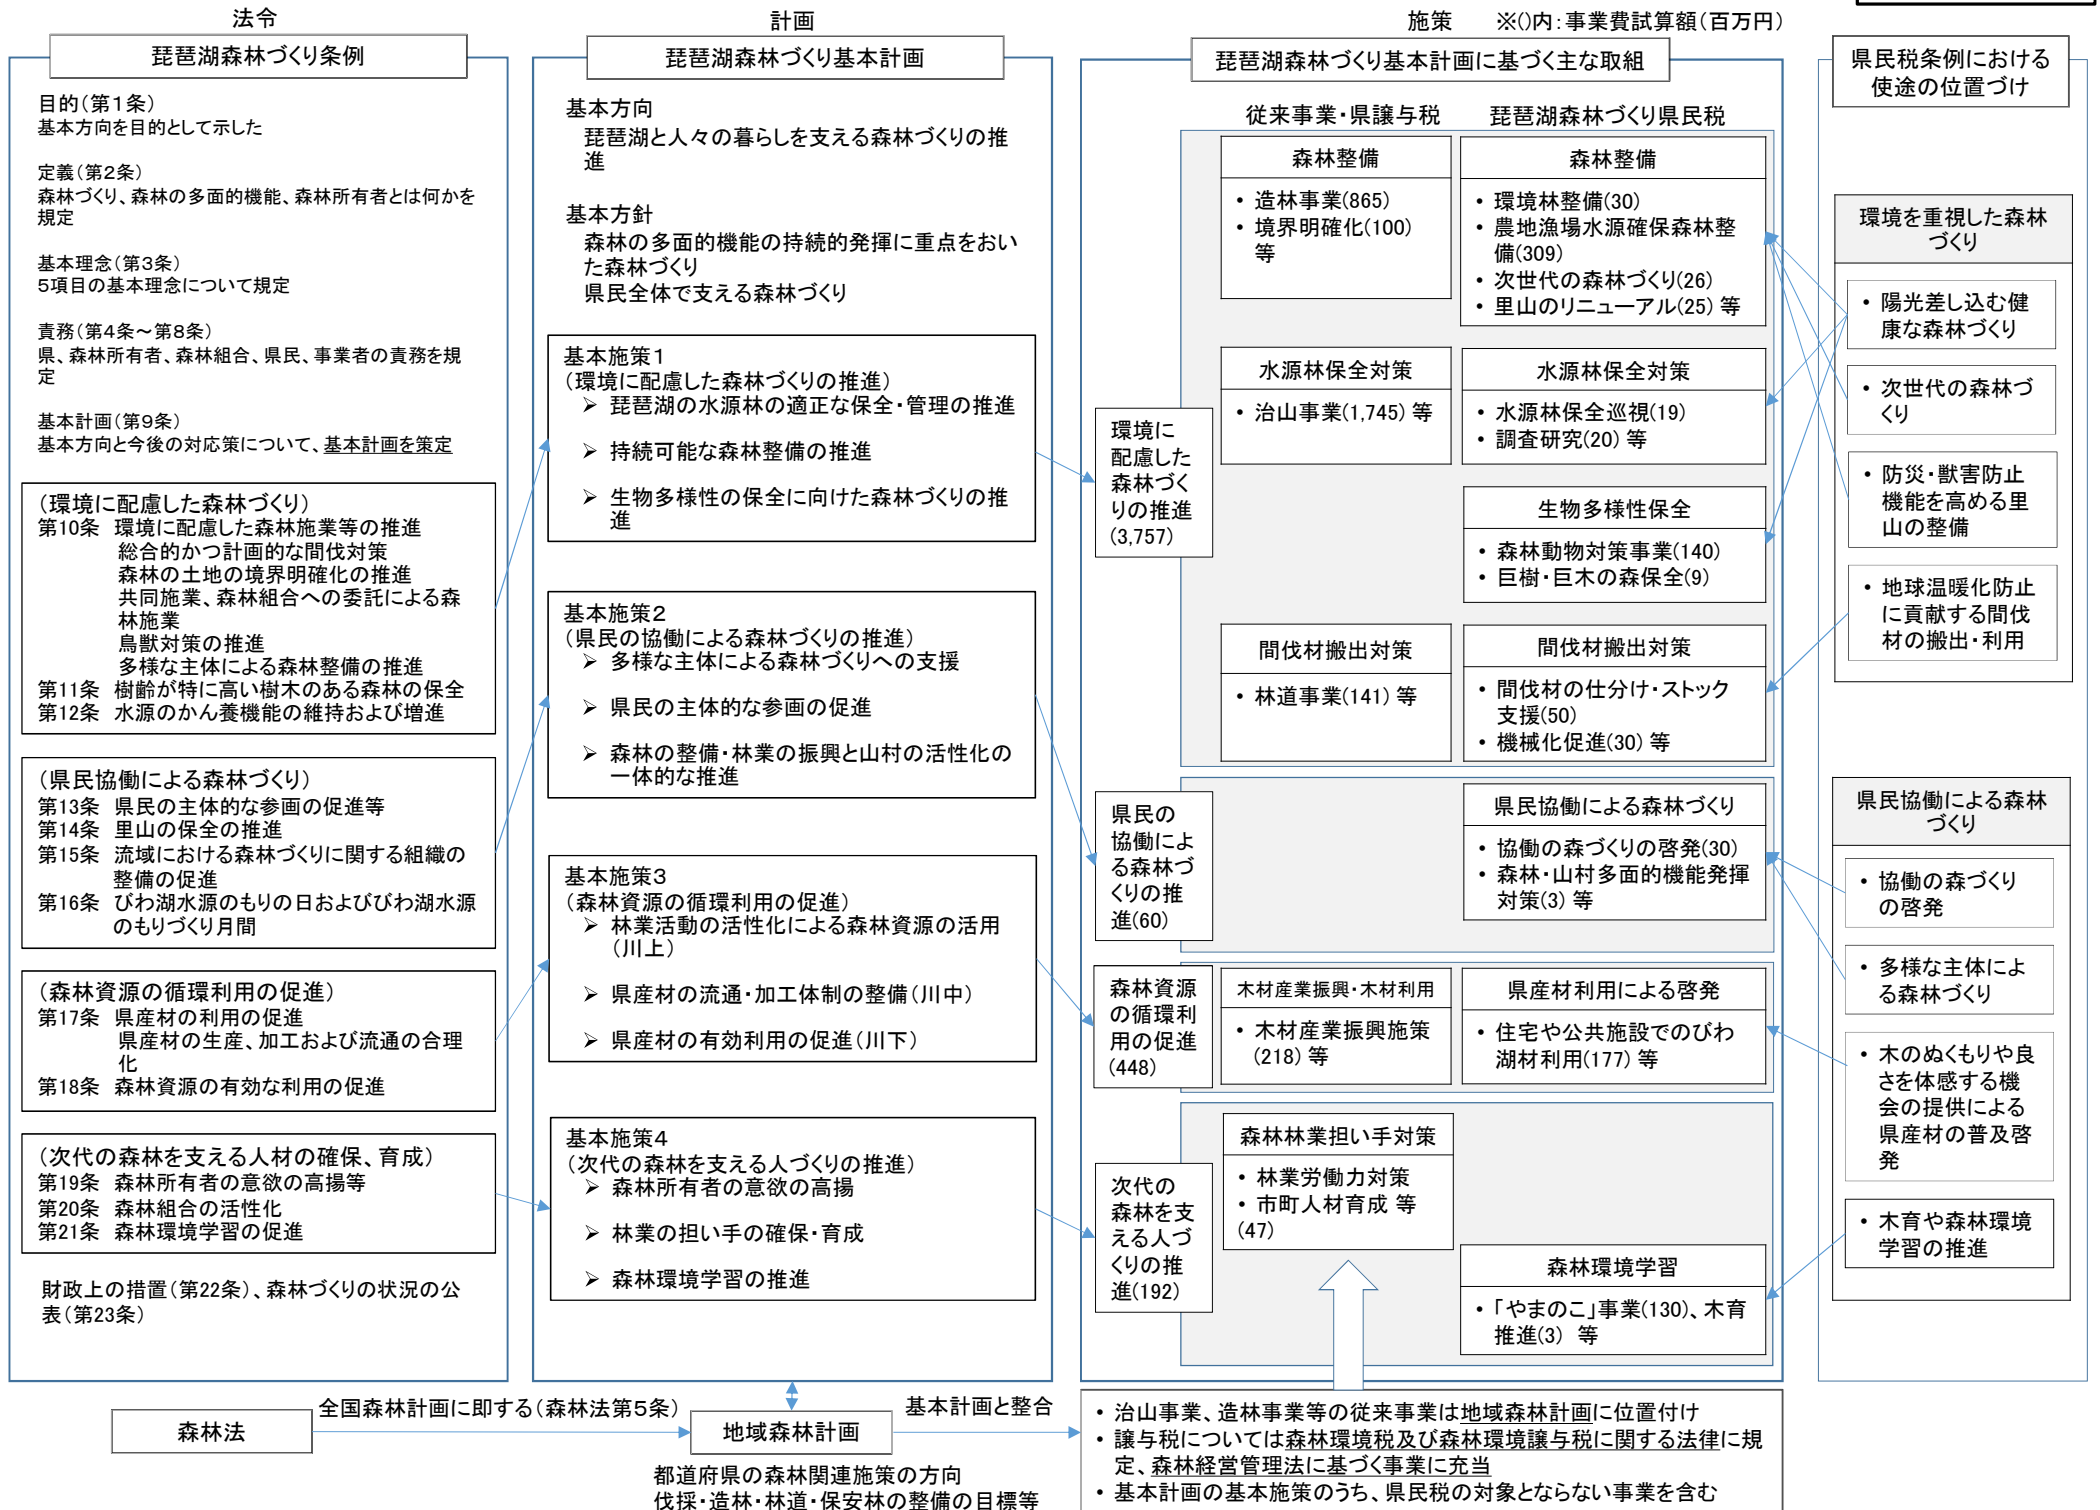 法令
琵琶湖森林づくり条例
目的（第1条）
基本方向を目的として示した
定義（第2条）
森林づくり、森林の多面的機能、森林所有者とは何かを
規定
基本理念（第3条）
5項目の基本理念について規定
責務（第4条～第8条）
県、森林所有者、森林組合、県民、事業者の責務を規
定
基本計画（第9条）
基本方向と今後の対応策について、基本計画を策定
（環境に配慮した森林づくり）
第10条 環境に配慮した森林施業等の推進
総合的かつ計画的な間伐対策
森林の土地の境界明確化の推進
共同施業、森林組合への委託による森
林施業
鳥獣対策の推進
多様な主体による森林整備の推進
第11条 樹齢が特に高い樹木のある森林の保全
第12条 水源のかん養機能の維持および増進
（県民協働による森林づくり）
第13条 県民の主体的な参画の促進等
第14条 里山の保全の推進
第15条 流域における森林づくりに関する組織の
整備の促進
第16条 びわ湖水源のもりの日およびびわ湖水源
のもりづくり月間
（森林資源の循環利用の促進）
第17条 県産材の利用の促進
県産材の生産、加工および流通の合理
化
第18条 森林資源の有効な利用の促進
（次代の森林を支える人材の確保、育成）
第19条 森林所有者の意欲の高揚等
第20条 森林組合の活性化
第21条 森林環境学習の促進
財政上の措置（第22条）、森林づくりの状況の公
表（第23条）
計画
琵琶湖森林づくり基本計画
基本方向
琵琶湖と人々の暮らしを支える森林づくりの推
進
基本方針
森林の多面的機能の持続的発揮に重点をおい
た森林づくり
県民全体で支える森林づくり
基本施策1
（環境に配慮した森林づくりの推進）
➢ 琵琶湖の水源林の適正な保全・管理の推進
➢ 持続可能な森林整備の推進
➢ 生物多様性の保全に向けた森林づくりの推
進
基本施策2
（県民の協働による森林づくりの推進）
➢ 多様な主体による森林づくりへの支援
➢ 県民の主体的な参画の促進
➢ 森林の整備・林業の振興と山村の活性化の
一体的な推進
基本施策3
（森林資源の循環利用の促進）
➢ 林業活動の活性化による森林資源の活用
（川上）
➢ 県産材の流通・加工体制の整備（川中）
➢ 県産材の有効利用の促進（川下）
基本施策4
（次代の森林を支える人づくりの推進）
➢ 森林所有者の意欲の高揚
➢ 林業の担い手の確保・育成
➢ 森林環境学習の推進
施策 ※()内：事業費試算額（百万円）
琵琶湖森林づくり基本計画に基づく主な取組
従来事業・県譲与税
琵琶湖森林づくり県民税
環境に
配慮した
森林づく
りの推進
(3,757)
森林整備
• 造林事業(865)
• 境界明確化(100)
等
森林整備
• 環境林整備(30)
• 農地漁場水源確保森林整
備(309)
• 次世代の森林づくり(26)
• 里山のリニューアル(25) 等
水源林保全対策
• 治山事業(1,745) 等
水源林保全対策
• 水源林保全巡視(19)
• 調査研究(20) 等
生物多様性保全
• 森林動物対策事業(140)
• 巨樹・巨木の森保全(9)
間伐材搬出対策
• 林道事業(141) 等
間伐材搬出対策
• 間伐材の仕分け・ストック
支援(50)
• 機械化促進(30) 等
県民の
協働によ
る森林づ
くりの推
進(60)
県民協働による森林づくり
• 協働の森づくりの啓発(30)
• 森林・山村多面的機能発揮
対策(3) 等
森林資源
の循環利
用の促進
(448)
木材産業振興・木材利用
• 木材産業振興施策
(218) 等
県産材利用による啓発
• 住宅や公共施設でのびわ
湖材利用(177) 等
次代の
森林を支
える人づ
くりの推
進(192)
森林林業担い手対策
• 林業労働力対策
• 市町人材育成 等
(47)
森林環境学習
• 「やまのこ」事業(130)、木育
推進(3) 等
県民税条例における
使途の位置づけ
環境を重視した森林
づくり
• 陽光差し込む健
康な森林づくり
• 次世代の森林づ
くり
• 防災・獣害防止
機能を高める里
山の整備
• 地球温暖化防止
に貢献する間伐
材の搬出・利用
県民協働による森林
づくり
• 協働の森づくり
の啓発
• 多様な主体によ
る森林づくり
• 木のぬくもりや良
さを体感する機
会の提供による
県産材の普及啓
発
• 木育や森林環境
学習の推進
森林法
全国森林計画に即する（森林法第5条）
地域森林計画
基本計画と整合
都道府県の森林関連施策の方向
伐採・造林・林道・保安林の整備の目標等
• 治山事業、造林事業等の従来事業は地域森林計画に位置付け
• 譲与税については森林環境税及び森林環境譲与税に関する法律に規
定、森林経営管理法に基づく事業に充当
• 基本計画の基本施策のうち、県民税の対象とならない事業を含む